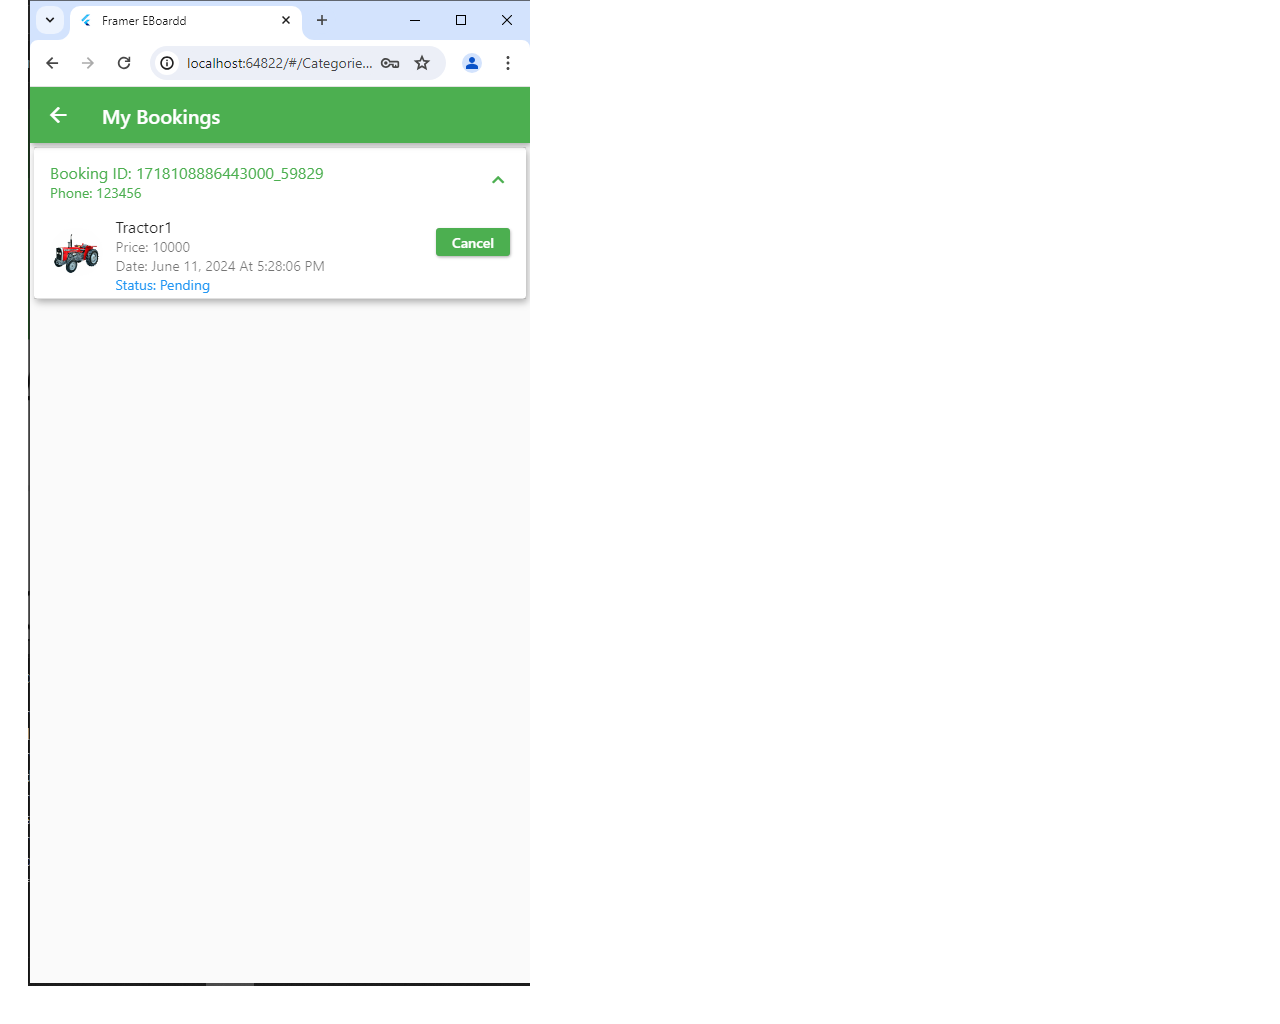 Framer EBoardd
localhost:64822/#/Categorie...
My Bookings
Booking ID: 1718108886443000_59829
Phone: 123456
Tractor1
Price: 10000
Cancel
Date: June 11, 2024 At 5:28:06 PM
Status: Pending